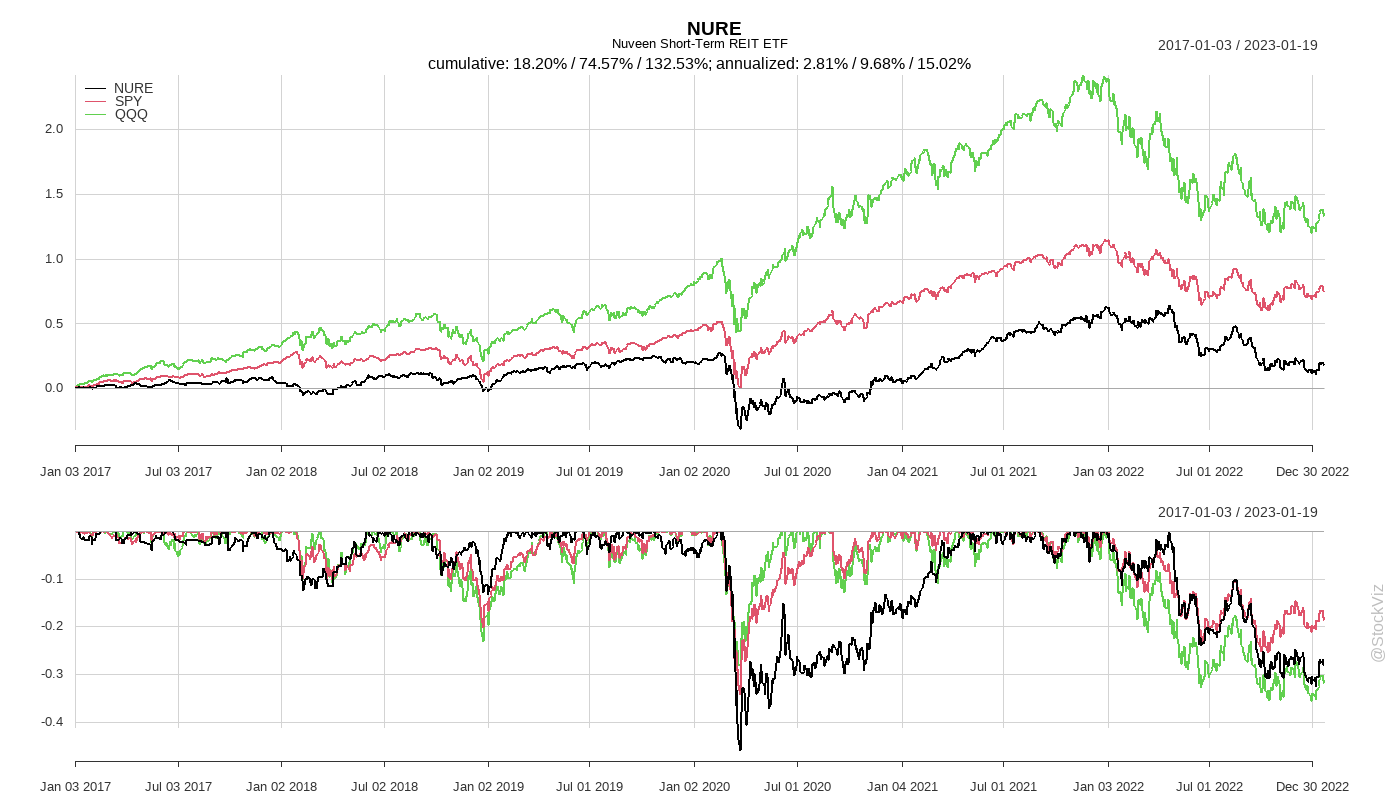 NURE
Nuveen Short-Term REIT ETF
2017-01-03 / 2023-01-19
cumulative: 18.20% / 74.57% / 132.53%; annualized: 2.81% / 9.68% / 15.02%
NURE
SPY
QQQ
2.0
1.5
1.0
0.5
0.0
Jan 03 2017 Jul 03 2017 Jan 02 2018 Jul 02 2018 Jan 02 2019 Jul 01 2019 Jan 02 2020 Jul 01 2020 Jan 04 2021 Jul 01 2021 Jan 03 2022 Jul 01 2022 Dec 30 2022
2017-01-03 / 2023-01-19
-0.1
-0.2
-0.3
-0.4
Jan 03 2017 Jul 03 2017 Jan 02 2018 Jul 02 2018 Jan 02 2019 Jul 01 2019 Jan 02 2020 Jul 01 2020 Jan 04 2021 Jul 01 2021 Jan 03 2022 Jul 01 2022 Dec 30 2022
@StockViz